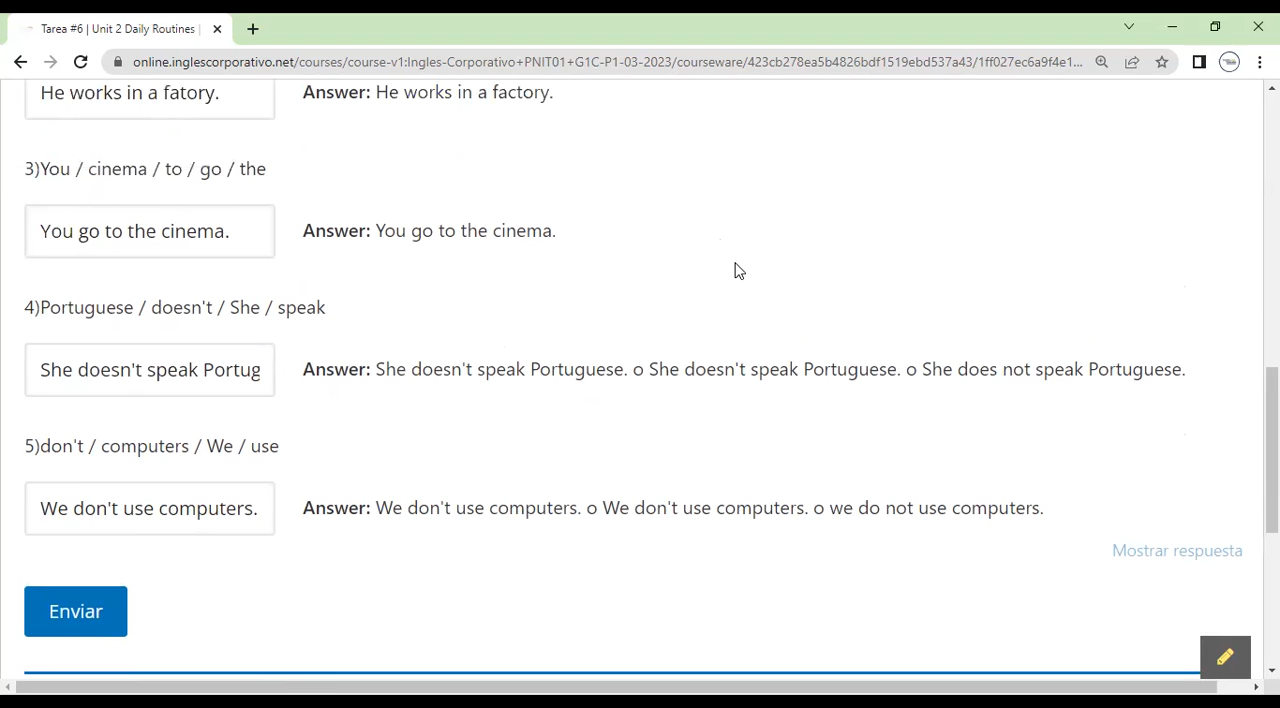 Tarea #6 | Unit 2 Daily Routines |
online.inglescorporativo.net/courses/course-v1:Ingles-Corporativo+PNIT01+G1C-P1-03-2023/courseware/423cb278ea5b4826bdf1519ebd537a43/1ff027ec6a9f4e1...
He works in a fatory. Answer: He works in a factory.
3)You / cinema / to / go / the
You go to the cinema. Answer: You go to the cinema.
4)Portuguese / doesn't / She / speak
She doesn't speak Portug Answer: She doesn't speak Portuguese. o She doesn't speak Portuguese. o She does not speak Portuguese.
5)don't / computers / We / use
We don't use computers. Answer: We don't use computers. o We don't use computers. o we do not use computers.
Mostrar respuesta
Enviar